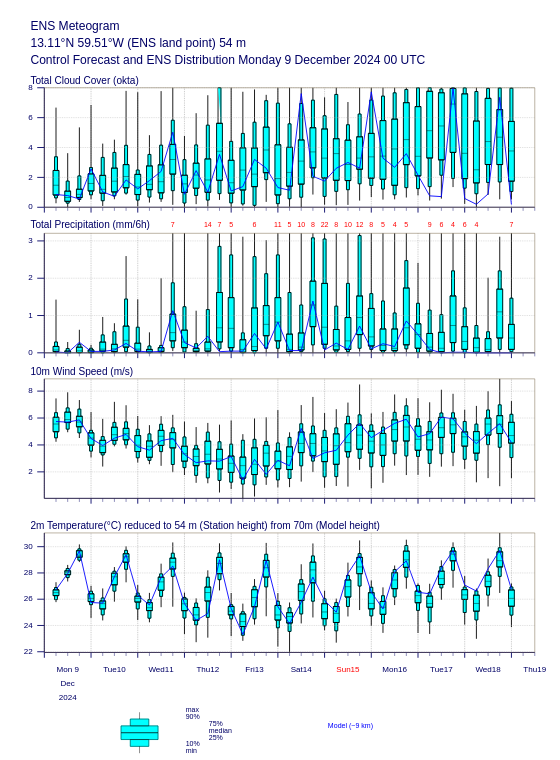 ENS Meteogram
13.11°N 59.51°W (ENS land point) 54 m
Control Forecast and ENS Distribution Monday 9 December 2024 00 UTC
Total Cloud Cover (okta)
8
6
4
2
0
Total Precipitation (mm/6h)
7 14 7 5 6 11 5 10 8 22 8 10 12 8 5 4 5 9 6 4 6 4 7
3
2
1
0
10m Wind Speed (m/s)
8
6
4
2
2m Temperature(°C) reduced to 54 m (Station height) from 70m (Model height)
30
28
26
24
22
Mon 9 Tue10 Wed11 Thu12 Fri13 Sat14 Sun15 Mon16 Tue17 Wed18 Thu19
Dec
2024
max
90%
75%
median
25%
10%
min
Model (~9 km)